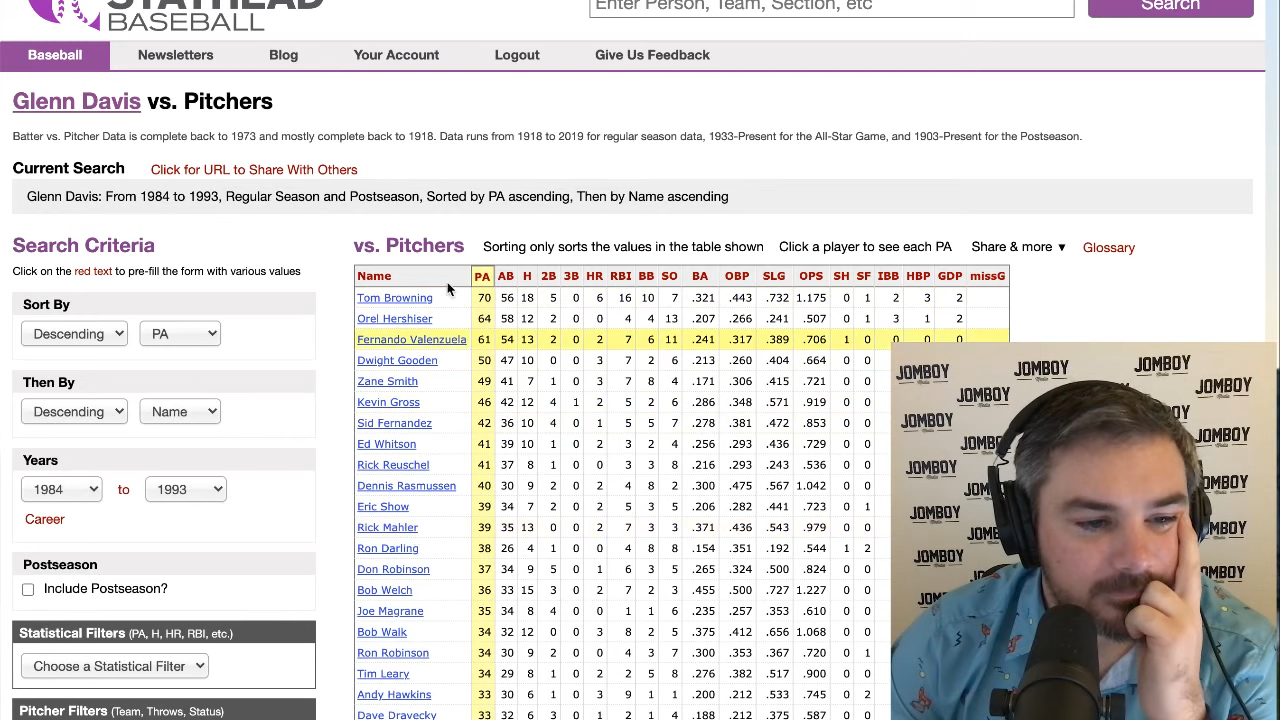 STATHEAD
BASEBALL
Enter Person, Team, Section, etc
Search
Baseball Newsletters Blog Your Account Logout Give Us Feedback
Glenn Davis vs. Pitchers
Batter vs. Pitcher Data is complete back to 1973 and mostly complete back to 1918. Data runs from 1918 to 2019 for regular season data, 1933-Present for the All-Star Game, and 1903-Present for the Postseason.
Current Search Click for URL to Share With Others
Glenn Davis: From 1984 to 1993, Regular Season and Postseason, Sorted by PA ascending, Then by Name ascending
Search Criteria
Click on the red text to pre-fill the form with various values
Sort By
Descending PA
Then By
Descending Name
Years
1984 to 1993
Career
Postseason
Include Postseason?
Statistical Filters (PA, H, HR, RBI, etc.)
Choose a Statistical Filter
Pitcher Filters (Team, Throws, Status)
vs. Pitchers Sorting only sorts the values in the table shown Click a player to see each PA Share & more ▼ Glossary
Name PA AB H 2B 3B HR RBI BB SO BA OBP SLG OPS SH SF IBB HBP GDP missG
Tom Browning 70 56 18 5 0 6 16 10 7 .321 .443 .732 1.175 0 1 2 3 2
Orel Hershiser 64 58 12 2 0 0 4 4 13 .207 .266 .241 .507 0 1 3 1 2
Fernando Valenzuela 61 54 13 2 0 2 7 6 11 .241 .317 .389 .706 1 0 0 0 0
Dwight Gooden 50 47 10 0 0 3 7 2 6 .213 .260 .404 .664 0 0
Zane Smith 49 41 7 1 0 3 7 8 4 .171 .306 .415 .721 0 0
Kevin Gross 46 42 12 4 1 2 5 2 6 .286 .348 .571 .919 0 0
Sid Fernandez 42 36 10 4 0 1 5 5 7 .278 .381 .472 .853 0 0
Ed Whitson 41 39 10 1 0 2 3 2 4 .256 .293 .436 .729 0 0
Rick Reuschel 41 37 8 1 0 0 3 3 8 .216 .293 .243 .536 0 0
Dennis Rasmussen 40 30 9 2 0 2 4 8 2 .300 .475 .567 1.042 0 0
Eric Show 39 34 7 2 0 2 5 3 5 .206 .282 .441 .723 0 1
Rick Mahler 39 35 13 0 0 2 7 3 3 .371 .436 .543 .979 0 0
Ron Darling 38 26 4 1 0 0 4 8 8 .154 .351 .192 .544 1 2
Don Robinson 37 34 9 5 0 1 6 3 5 .265 .324 .500 .824 0 0
Bob Welch 36 33 15 3 0 2 7 2 3 .455 .500 .727 1.227 0 0
Joe Magrane 35 34 8 4 0 0 1 1 6 .235 .257 .353 .610 0 0
Bob Walk 34 32 12 0 0 3 8 2 5 .375 .412 .656 1.068 0 0
Ron Robinson 34 30 9 2 0 0 4 3 7 .300 .353 .367 .720 0 1
Tim Leary 34 29 8 1 0 2 2 5 8 .276 .382 .517 .900 0 0
Andy Hawkins 33 30 6 1 0 3 9 1 1 .200 .212 .533 .745 0 2
Dave Dravecky 33 32 6 3 0 1 2 1 5 .188 .212 .375 .587 0 0
JOMBOY
Media
JOMBOY
JOMBOY
JOMBOY
JOMBOY
JOMBOY
JOMBOY
JOMBOY